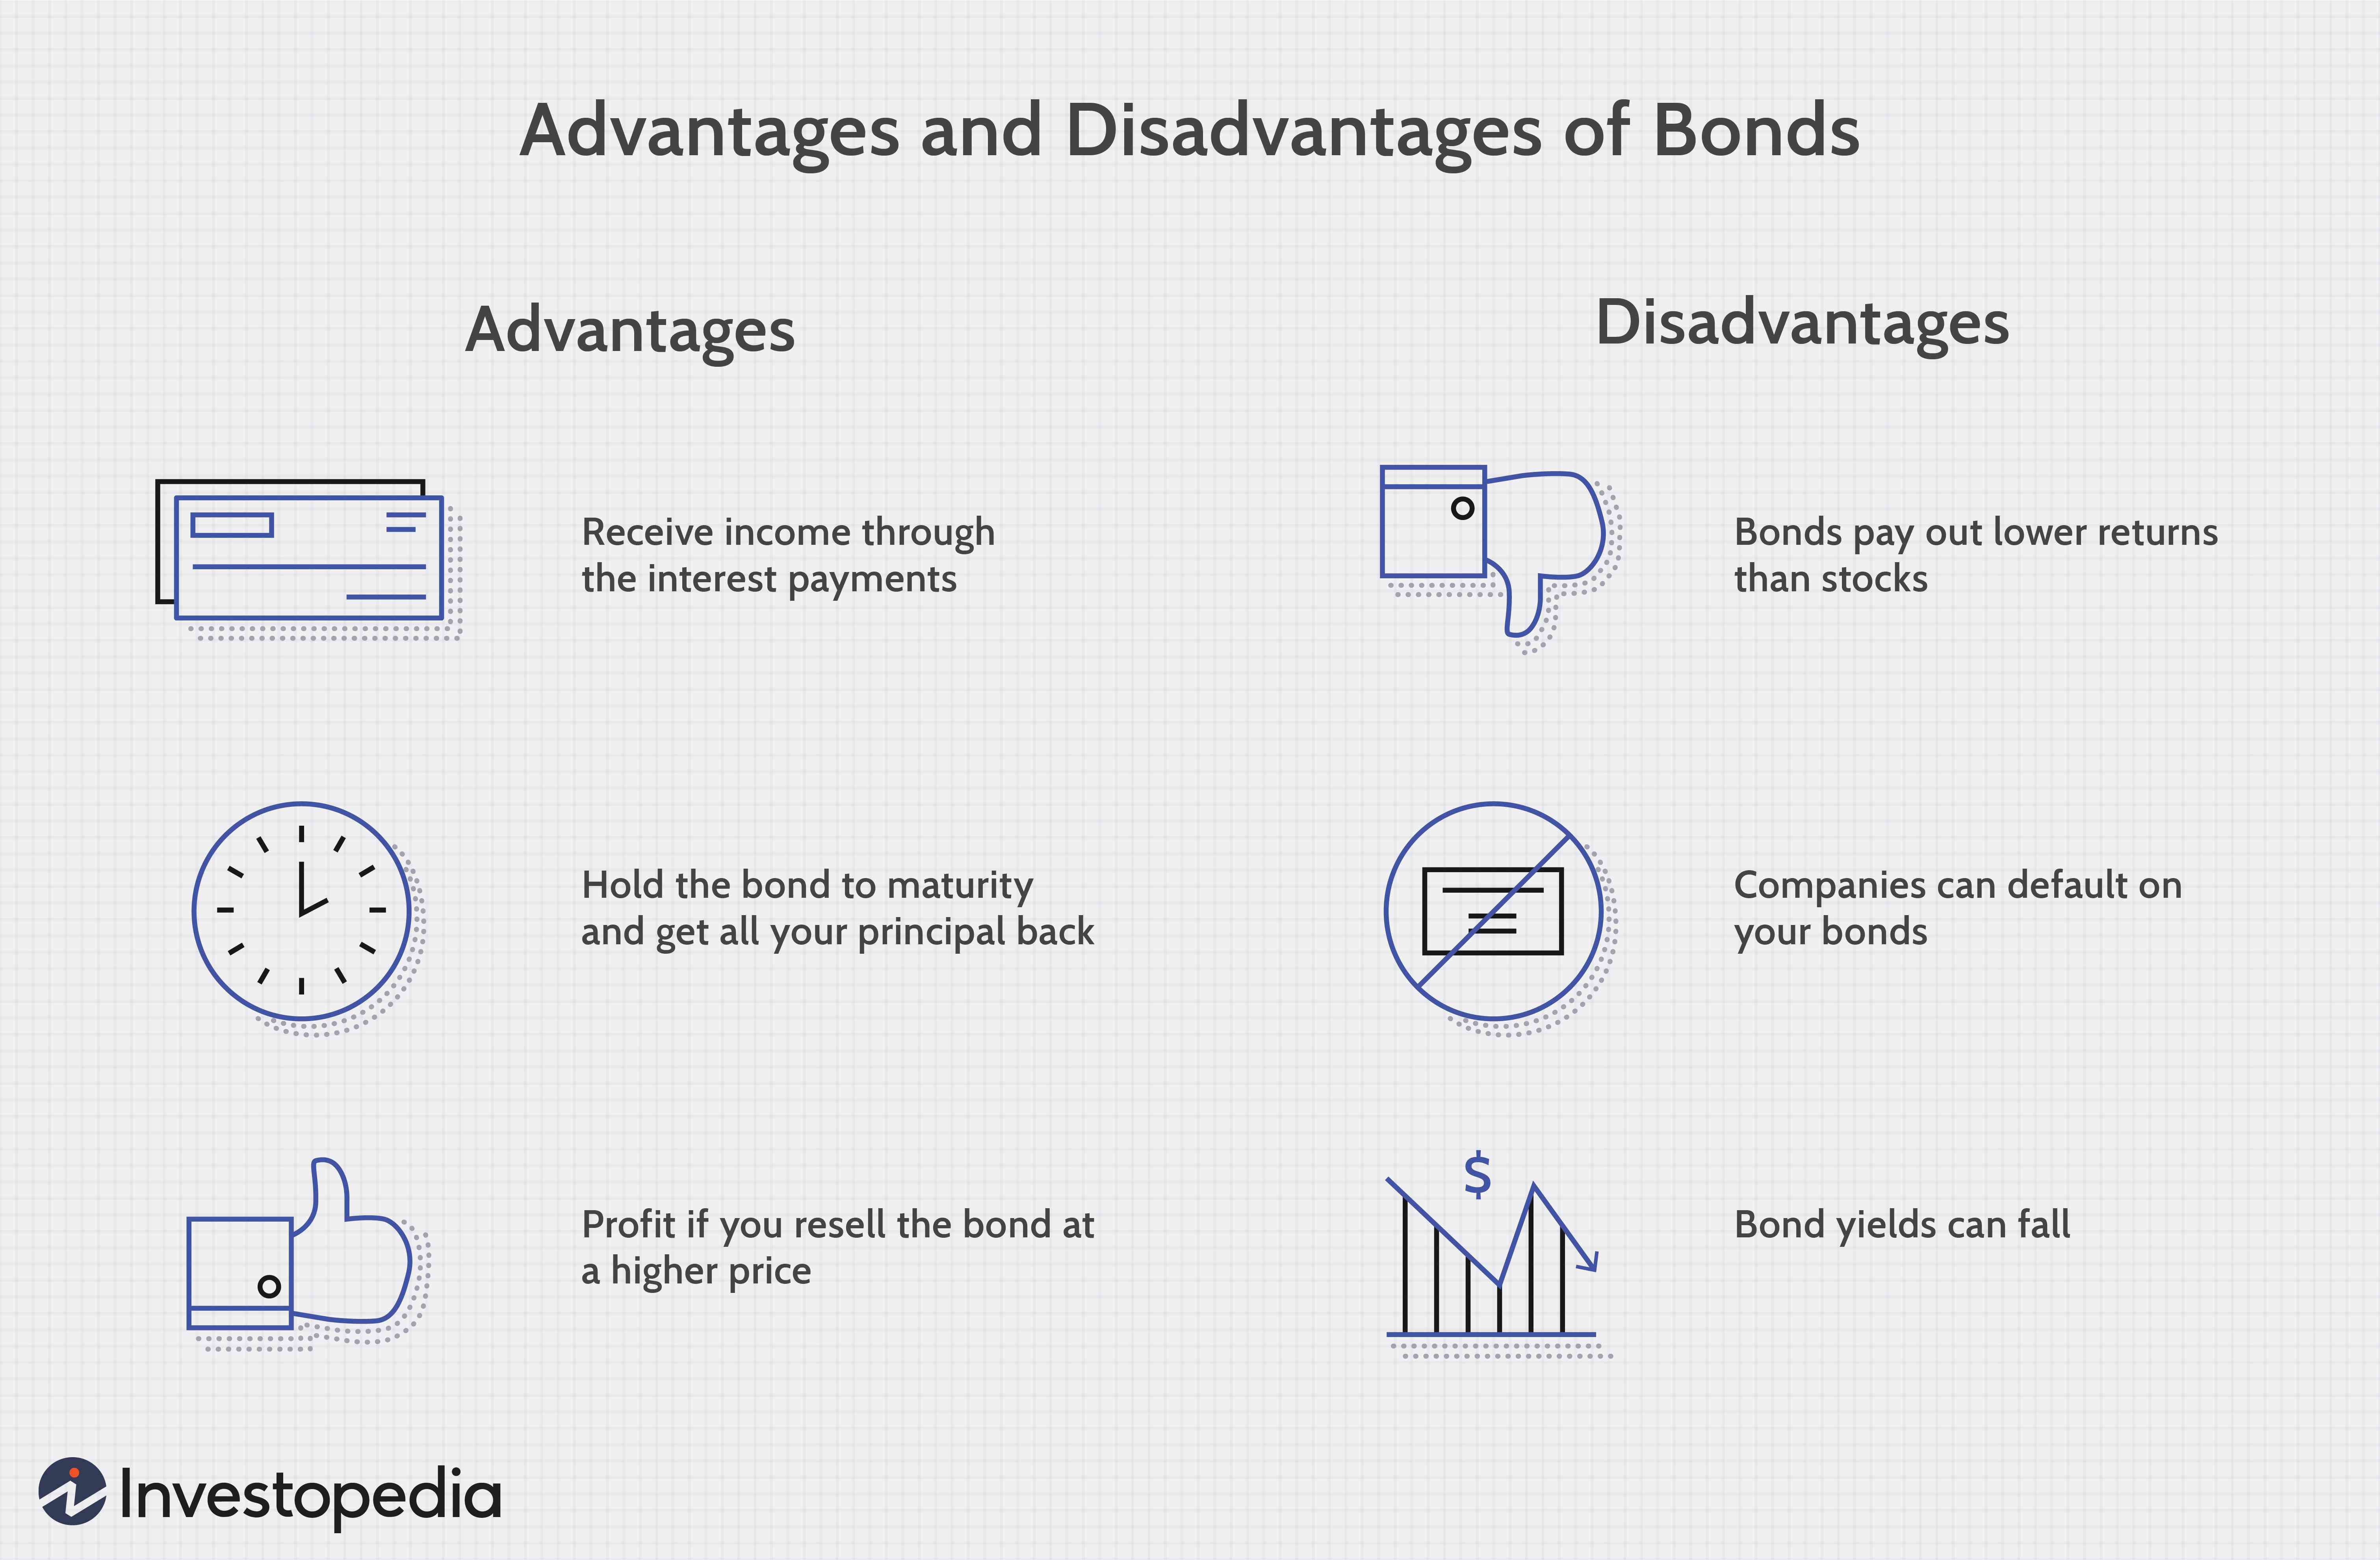 Advantages and Disadvantages of Bonds
Advantages
Receive income through
the interest payments
Hold the bond to maturity
and get all your principal back
Profit if you resell the bond at
a higher price
Disadvantages
Bonds pay out lower returns
than stocks
Companies can default on
your bonds
$
Bond yields can fall
Investopedia